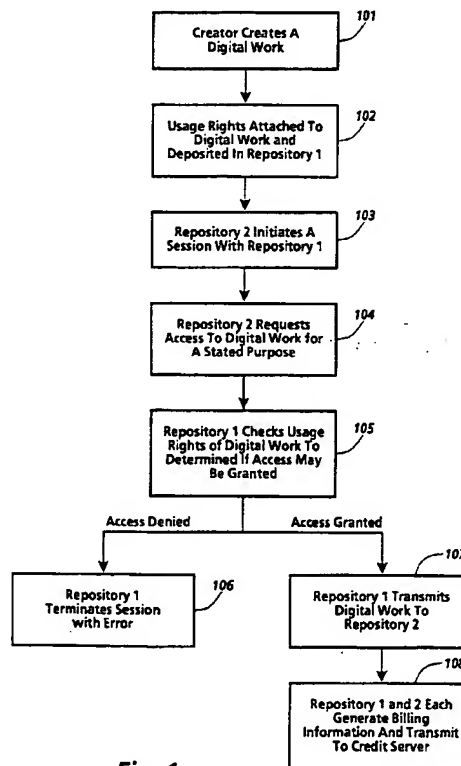 101
Creator Creates A
Digital Work
102
Usage Rights Attached To
Digital Work and
Deposited In Repository 1
103
Repository 2 Initiates A
Session With Repository 1
104
Repository 2 Requests
Access To Digital Work for
A Stated Purpose
105
Repository 1 Checks Usage
Rights of Digital Work To
Determined If Access May
Be Granted
Access Denied
Access Granted
106
Repository 1
Terminates Session
with Error
107
Repository 1 Transmits
Digital Work To
Repository 2
108
Repository 1 and 2 Each
Generate Billing
Information And Transmit
To Credit Server